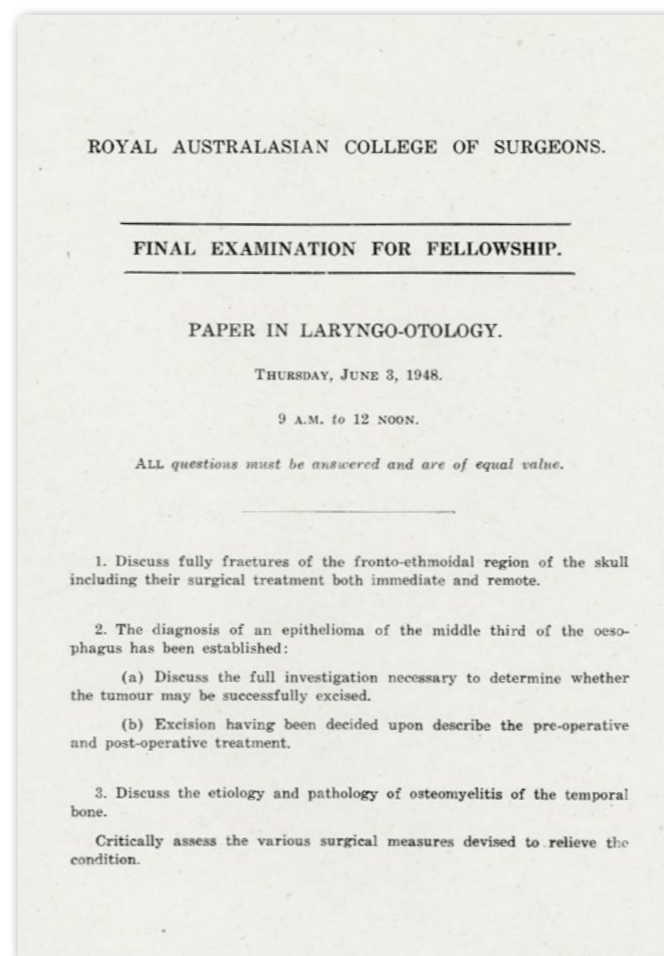 ROYAL AUSTRALASIAN COLLEGE OF SURGEONS.
FINAL EXAMINATION FOR FELLOWSHIP.
PAPER IN LARYNGO-OTOLOGY.
THURSDAY, JUNE 3, 1948.
9 A.M. to 12 NOON.
ALL questions must be answered and are of equal value.
1. Discuss fully fractures of the fronto-ethmoidal region of the skull
including their surgical treatment both immediate and remote.
2. The diagnosis of an epithelioma of the middle third of the oeso-
phagus has been established:
(a) Discuss the full investigation necessary to determine whether
the tumour may be successfully excised.
(b) Excision having been decided upon describe the pre-operative
and post-operative treatment.
3. Discuss the etiology and pathology of osteomyelitis of the temporal
bone.
Critically assess the various surgical measures devised to relieve the
condition.